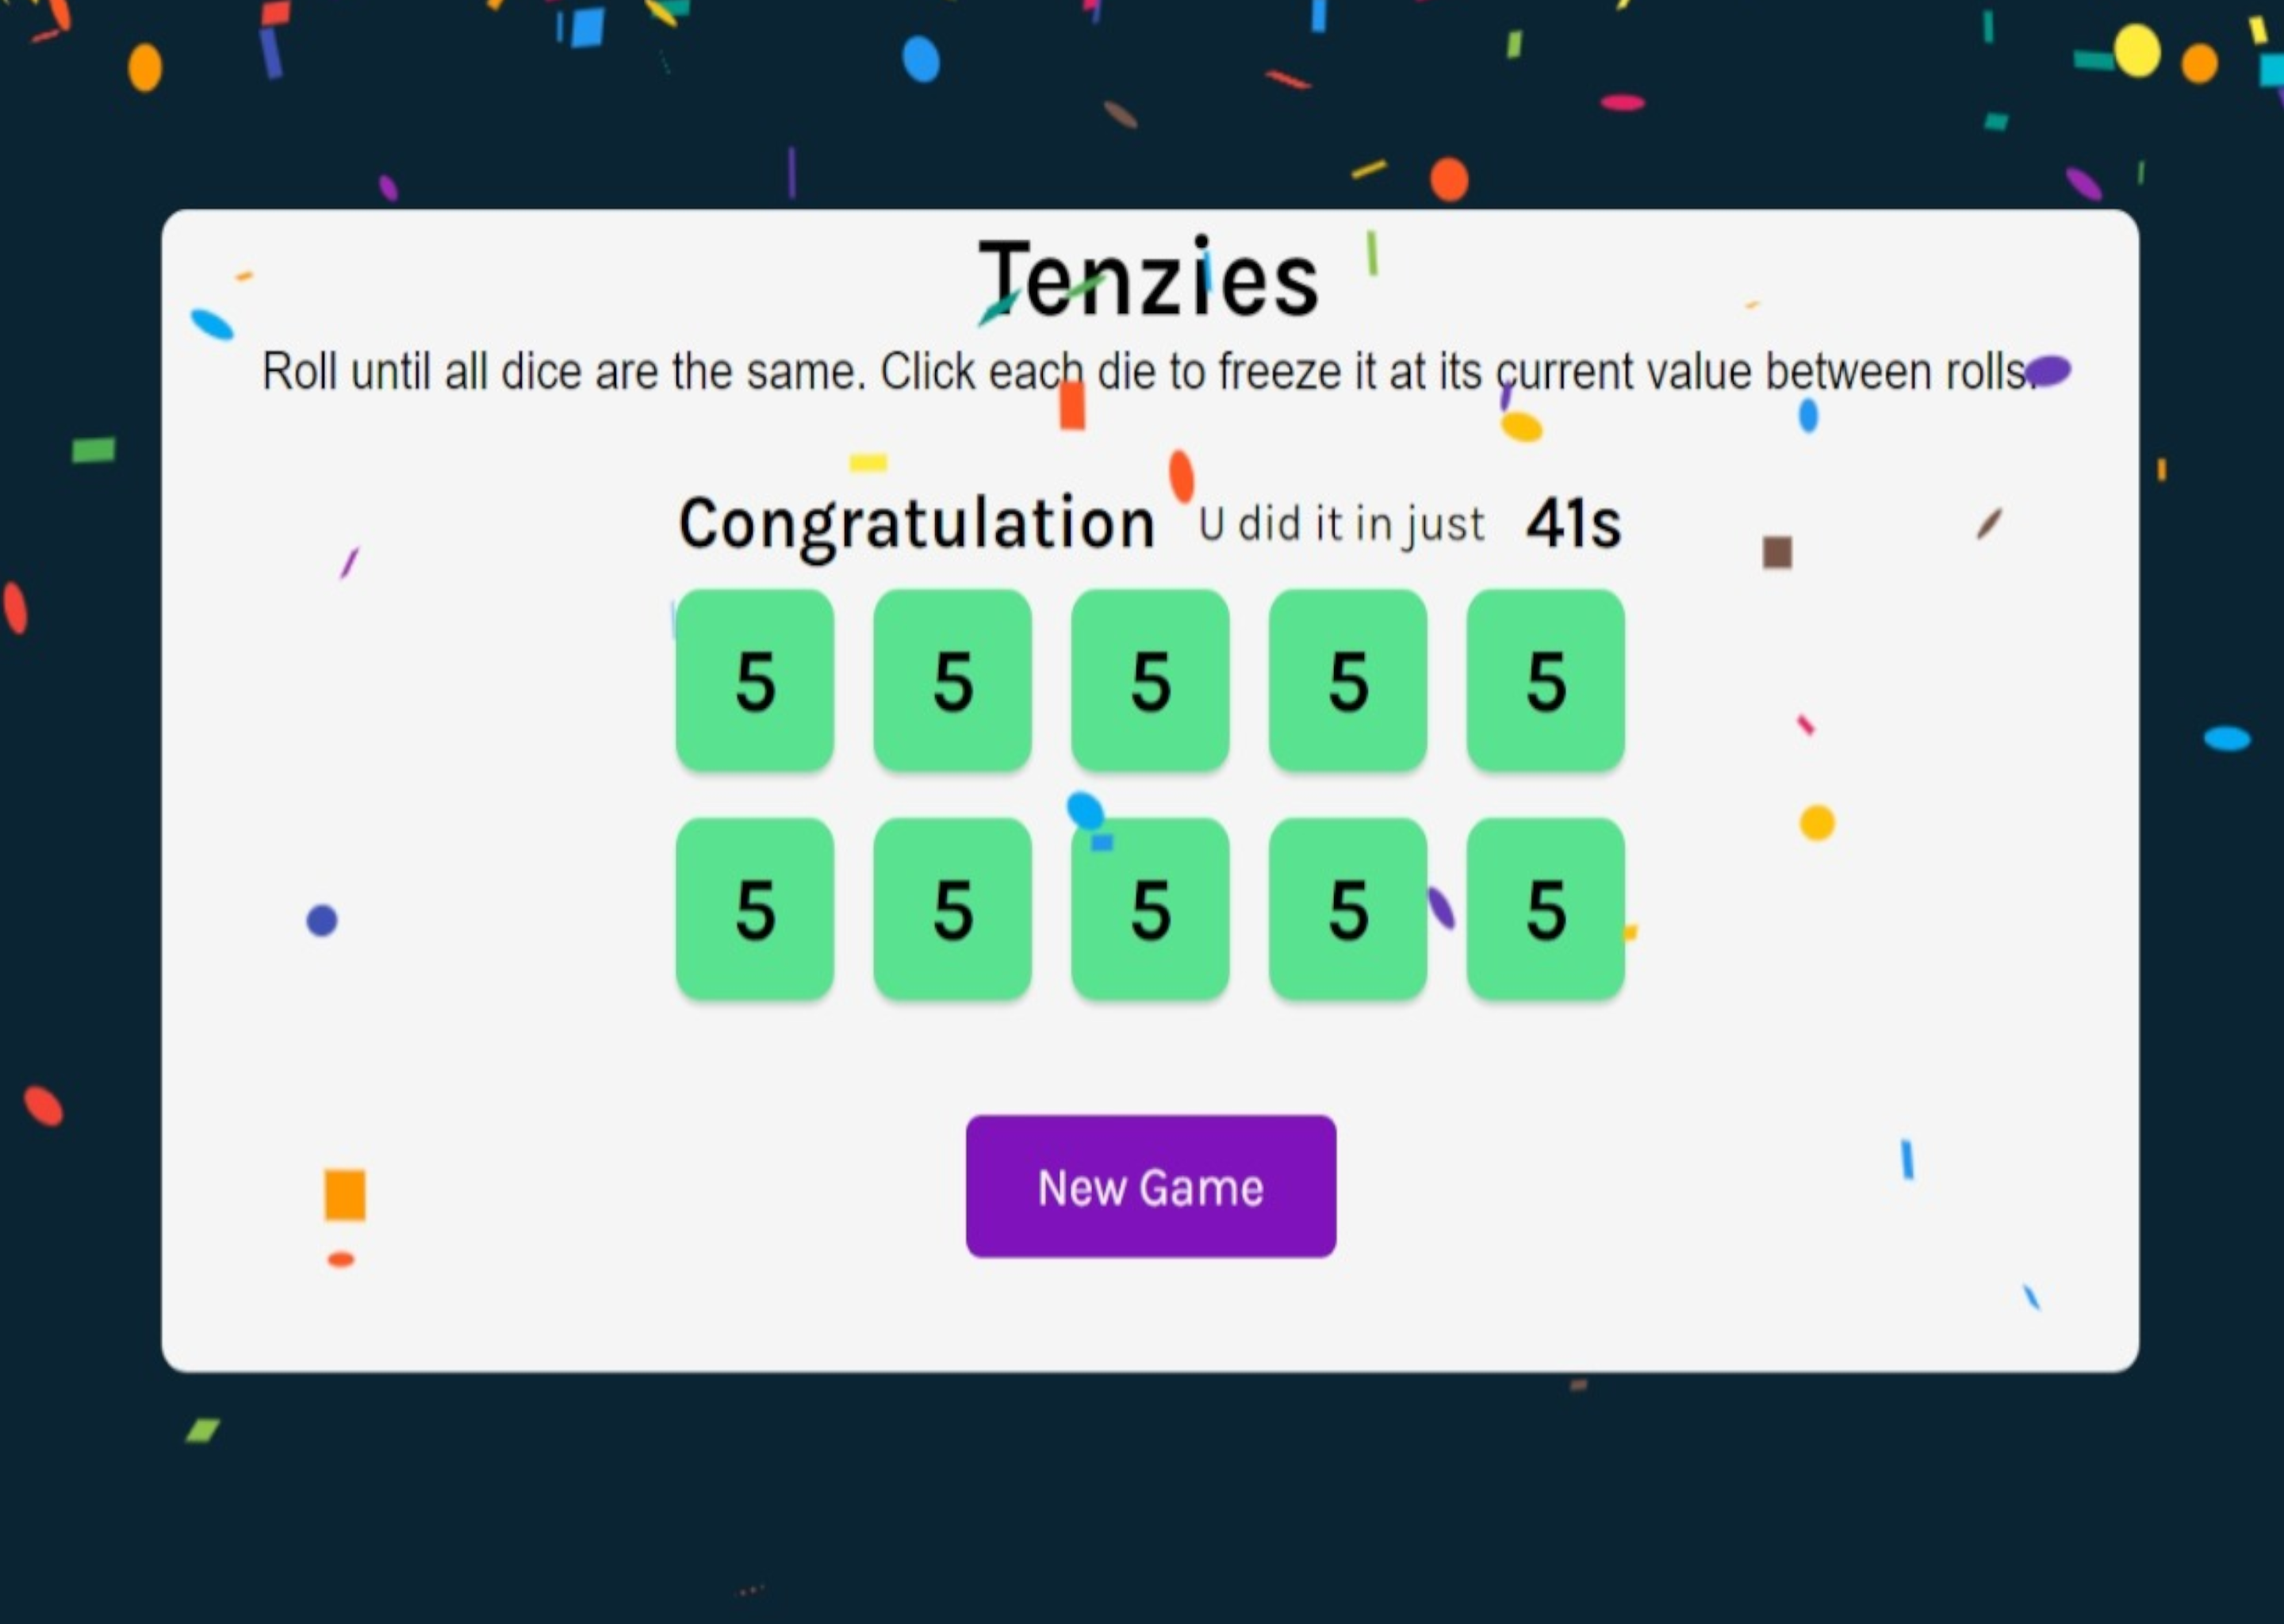 Tenzies
Roll until all dice are the same. Click each die to freeze it at its current value between rolls.
Congratulation U did it in just 41s
5 5 5 5 5
5 5 5 5 5
New Game